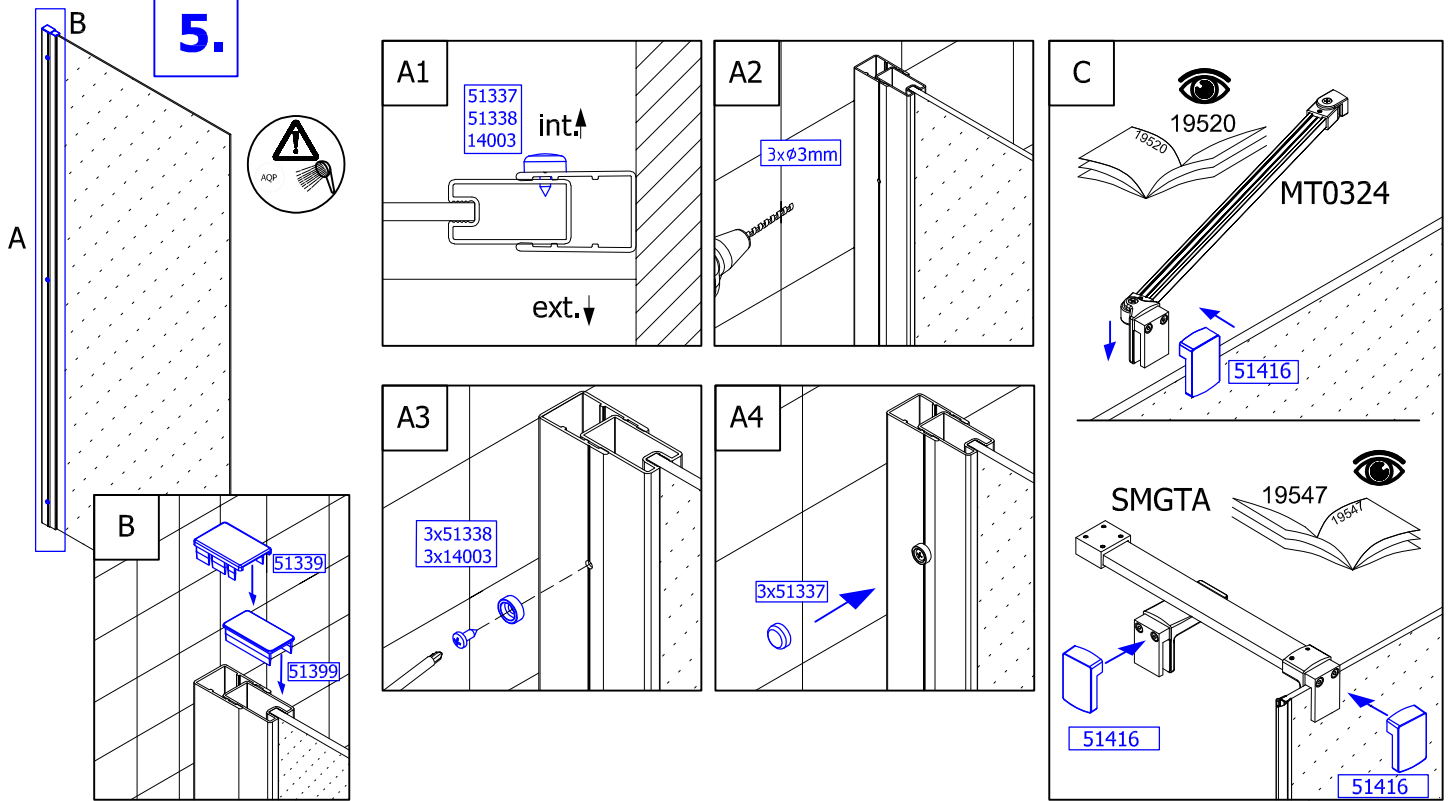 5.
B
A
AQP
B
51339
51399
A1
51337
51338
14003
int.
ext.
A2
3xφ3mm
A3
3x51338
3x14003
A4
3x51337
C
19520
19520
MT0324
51416
SMGTA
19547
19547
51416
51416